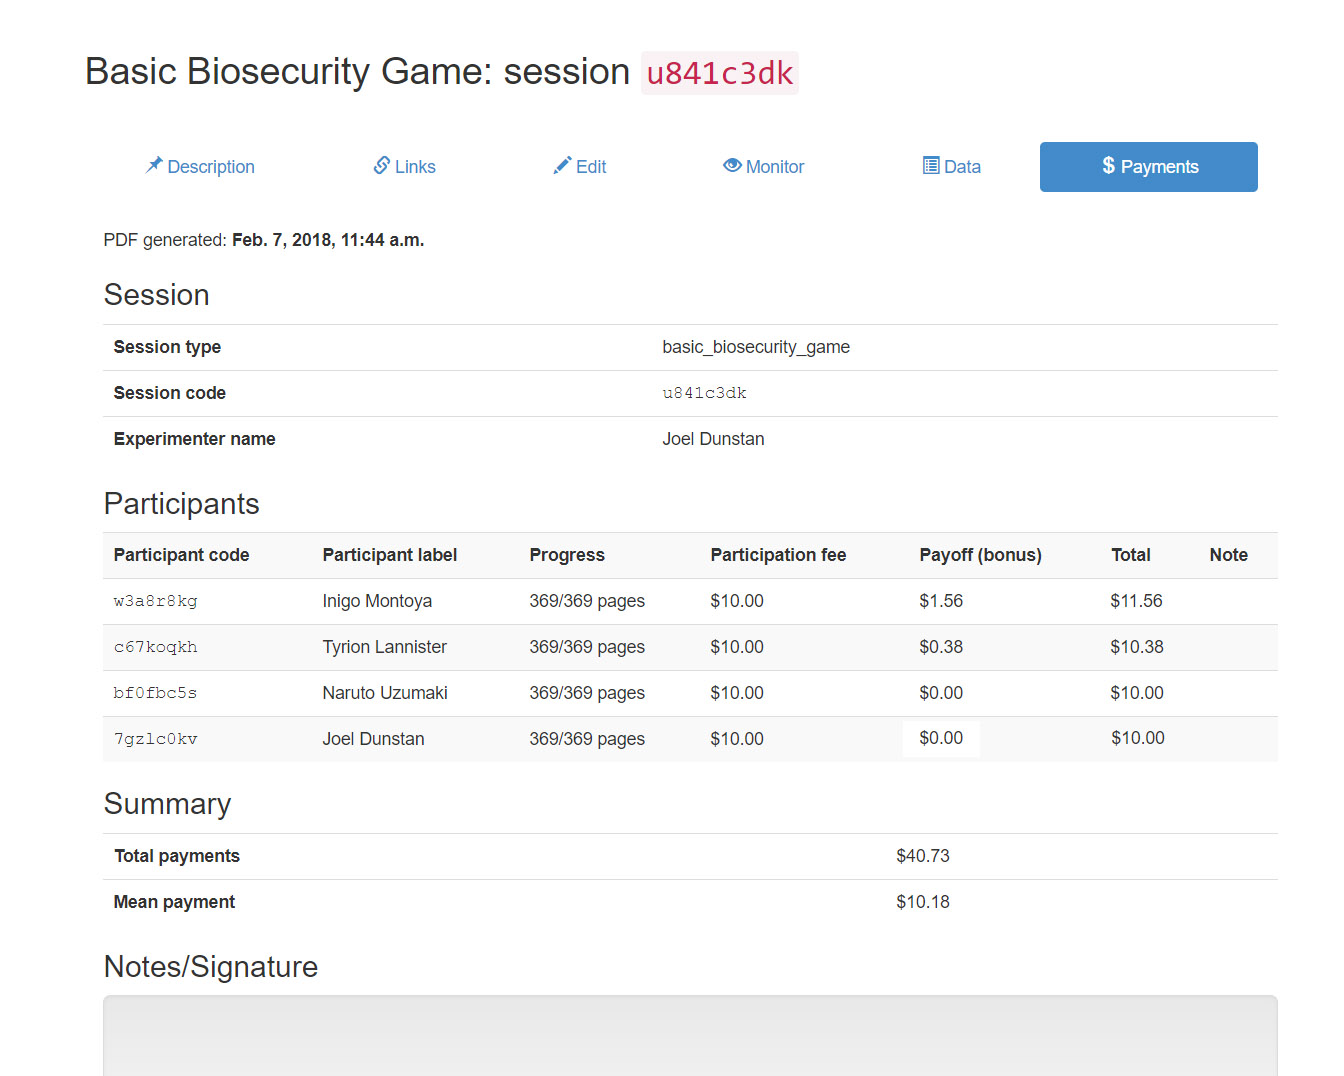 Basic Biosecurity Game: session u841c3dk
Description Links Edit Monitor Data $ Payments
PDF generated: Feb. 7, 2018, 11:44 a.m.
Session
Session type basic_biosecurity_game
Session code u841c3dk
Experimenter name Joel Dunstan
Participants
Participant code Participant label Progress Participation fee Payoff (bonus) Total Note
w3a8r8kg Inigo Montoya 369/369 pages $10.00 $1.56 $11.56
c67koqkh Tyrion Lannister 369/369 pages $10.00 $0.38 $10.38
bf0fbc5s Naruto Uzumaki 369/369 pages $10.00 $0.00 $10.00
7gzlc0kv Joel Dunstan 369/369 pages $10.00 $0.00 $10.00
Summary
Total payments $40.73
Mean payment $10.18
Notes/Signature